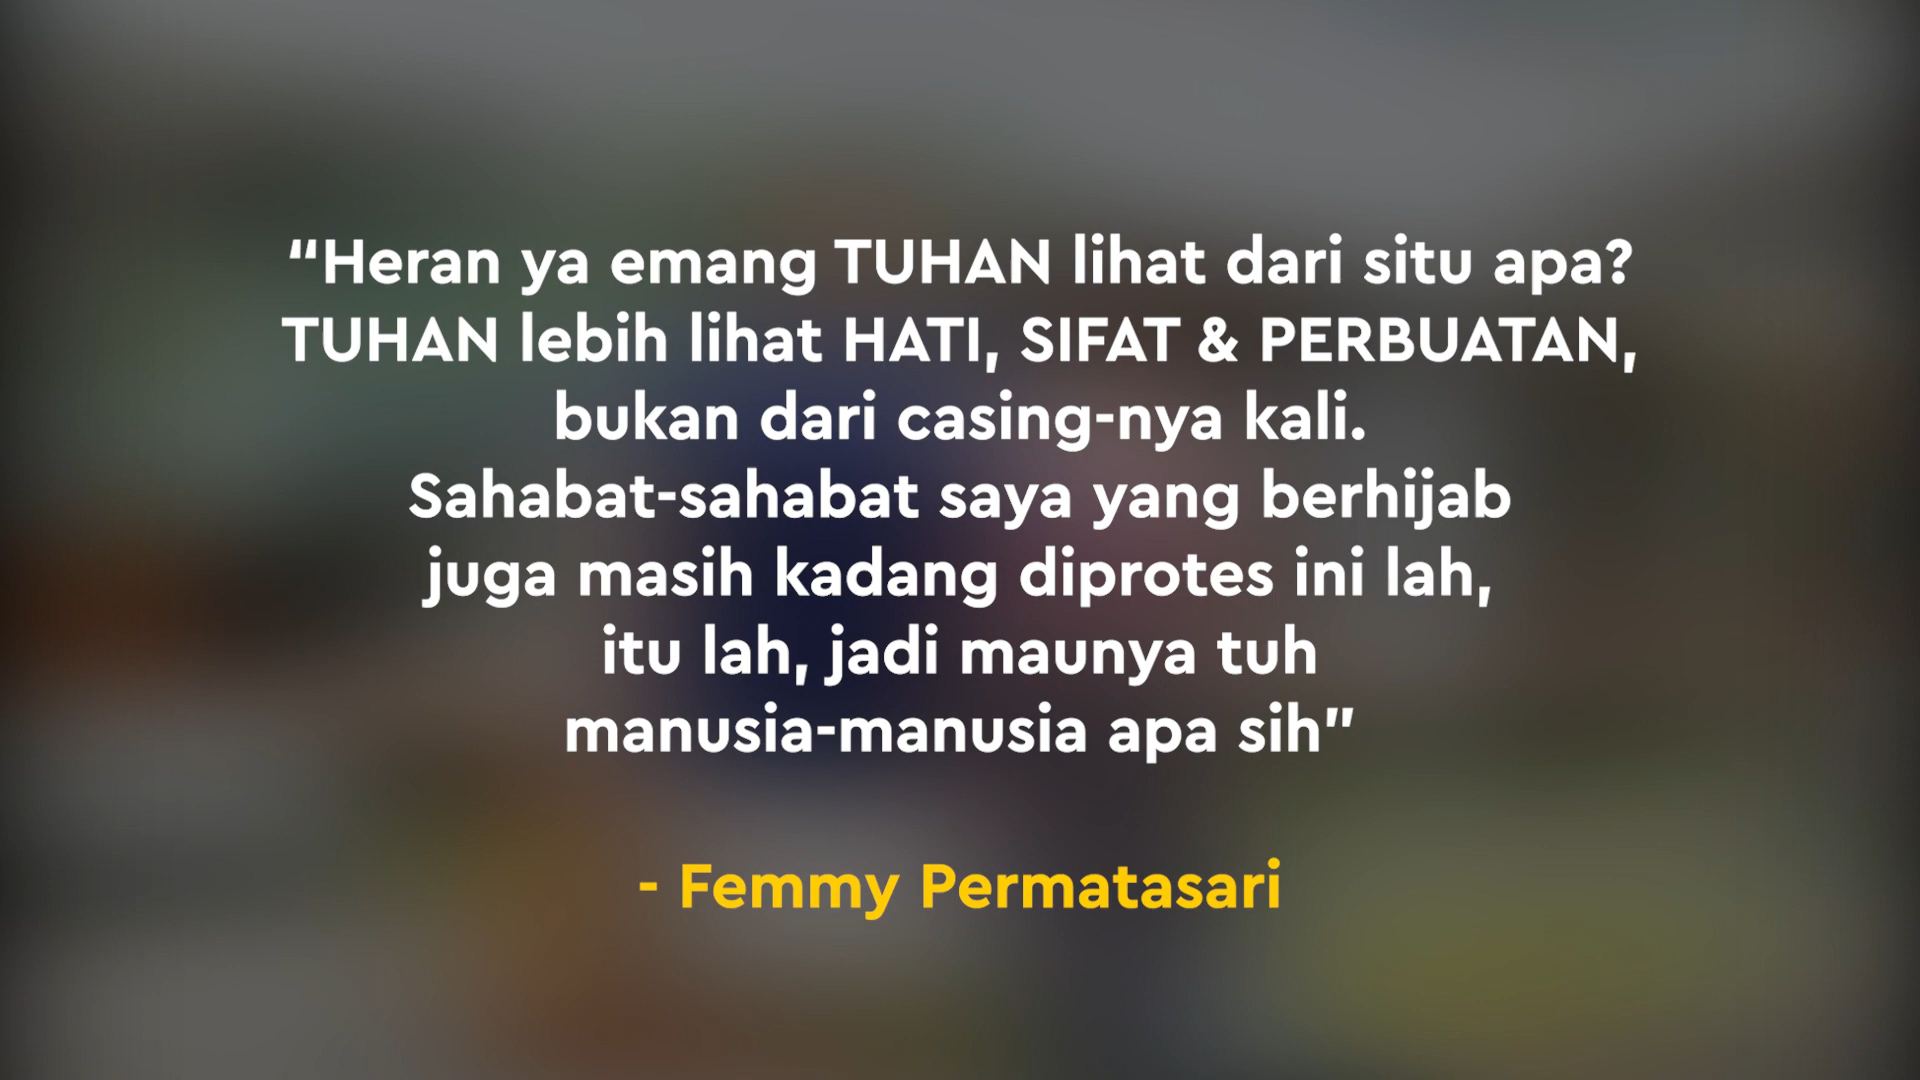 “Heran ya emang TUHAN lihat dari situ apa?
TUHAN lebih lihat HATI, SIFAT & PERBUATAN,
bukan dari casing-nya kali.
Sahabat-sahabat saya yang berhijab
juga masih kadang diprotes ini lah,
itu lah, jadi maunya tuh
manusia-manusia apa sih”
- Femmy Permatasari